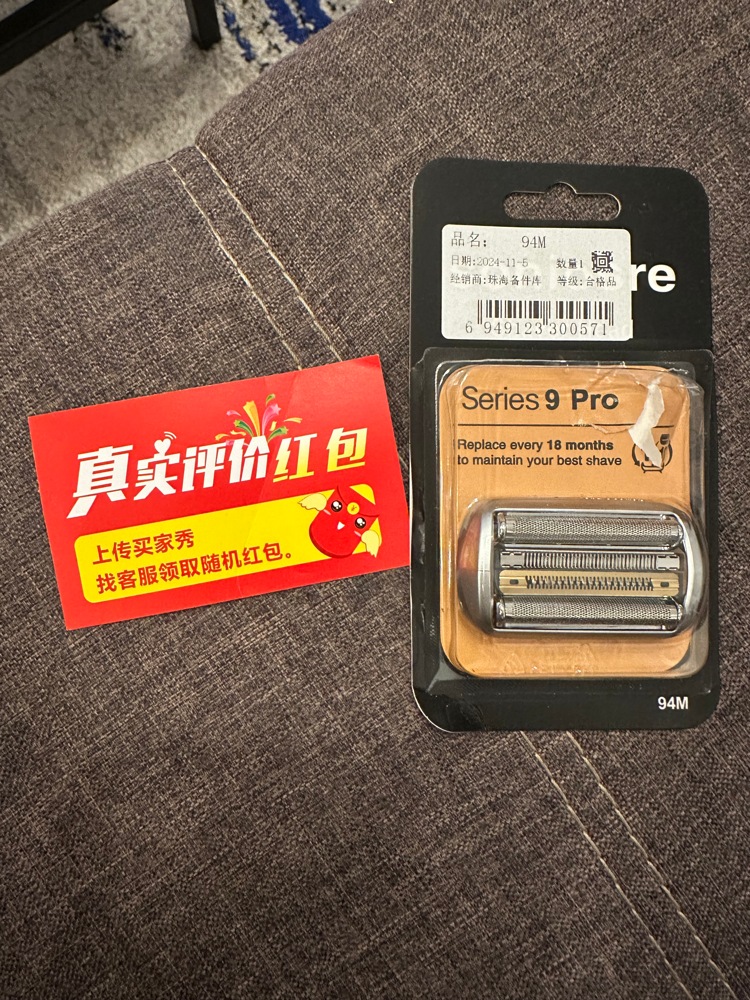 真实评价红包
上传买家秀
找客服领取随机红包。
品名: 94M
日期:2024-11-5 数量1
经销商:珠海备件库 等级:合格品
6 949123 300571
re
Series 9 Pro
Replace every 18 months
to maintain your best shave
94M